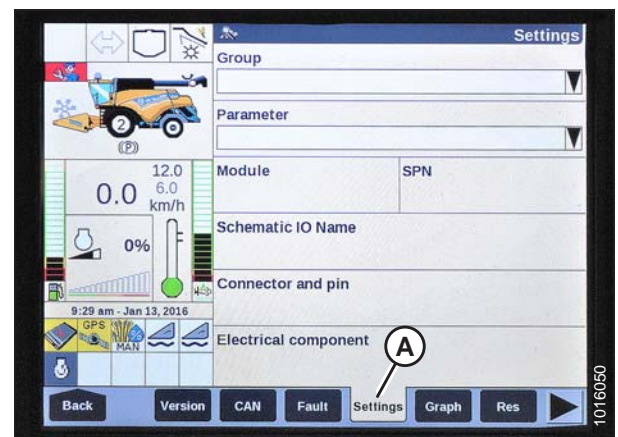 Settings
Group
Parameter
2
(P)
12.0
6.0
0.0
km/h
0%
Module
SPN
Schematic IO Name
Connector and pin
Electrical component
9:29 am - Jan 13, 2016
GPS
MAN
A
Back
Version
CAN
Fault
Settings
Graph
Res
1016050